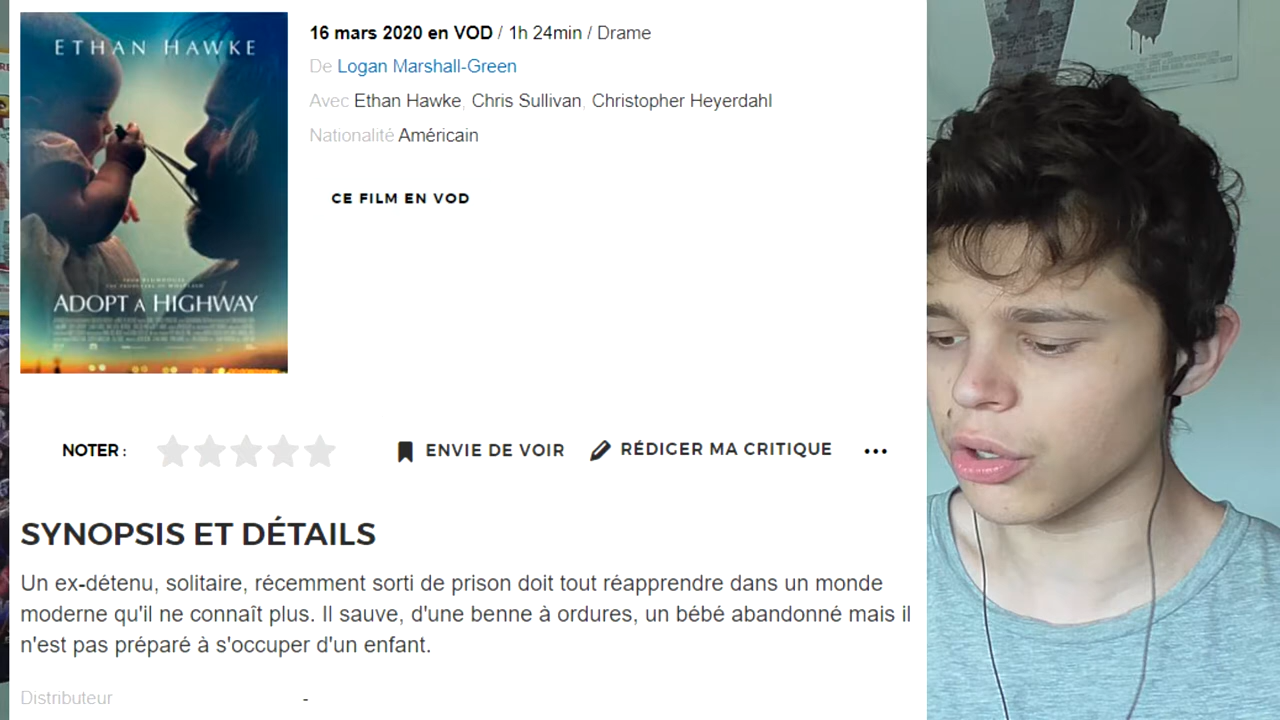 ETHAN HAWKE
ADOPT A HIGHWAY
16 mars 2020 en VOD / 1h 24min / Drame
De Logan Marshall-Green
Avec Ethan Hawke, Chris Sullivan, Christopher Heyerdahl
Nationalité Américain
CE FILM EN VOD
NOTER :
ENVIE DE VOIR
RÉDIGER MA CRITIQUE
SYNOPSIS ET DÉTAILS
Un ex-détenu, solitaire, récemment sorti de prison doit tout réapprendre dans un monde
moderne qu'il ne connaît plus. Il sauve, d'une benne à ordures, un bébé abandonné mais il
n'est pas préparé à s'occuper d'un enfant.
Distributeur -